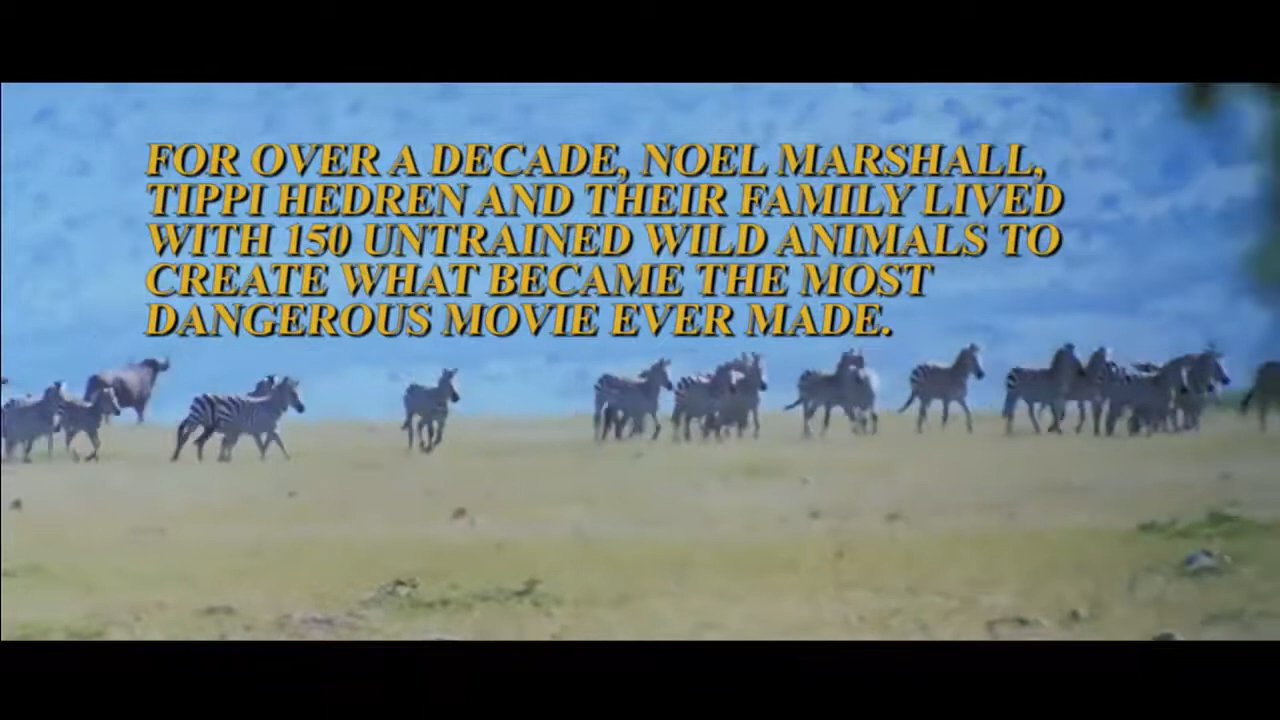 FOR OVER A DECADE, NOEL MARSHALL,
TIPPI HEDREN AND THEIR FAMILY LIVED
WITH 150 UNTRAINED WILD ANIMALS TO
CREATE WHAT BECAME THE MOST
DANGEROUS MOVIE EVER MADE.